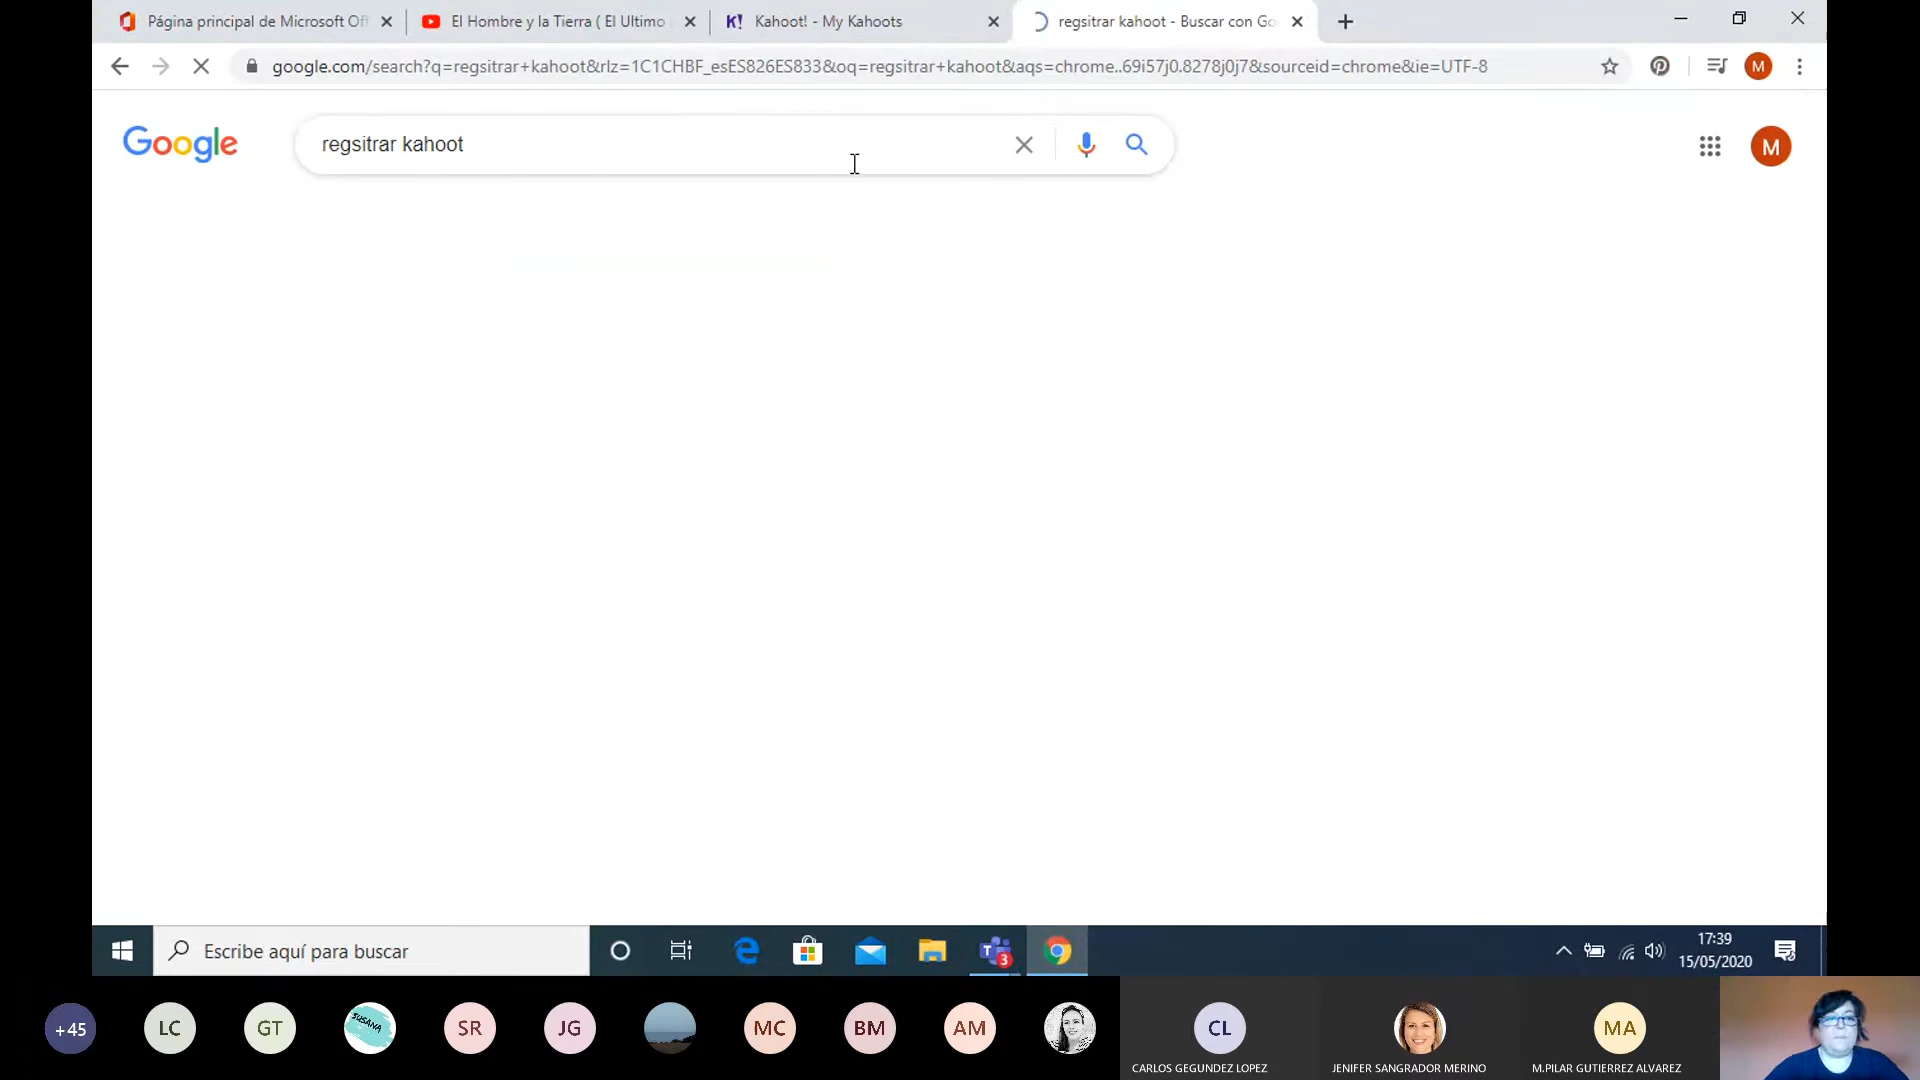 Página principal de Microsoft Off
El Hombre y la Tierra ( El Ultimo
K! Kahoot! - My Kahoots
regsitrar kahoot - Buscar con Go
google.com/search?q=regsitrar+kahoot&rlz=1C1CHBF_esES826ES833&oq=regsitrar+kahoot&aqs=chrome..69i57j0.8278j0j7&sourceid=chrome&ie=UTF-8
M
Google
regsitrar kahoot
M
Escribe aquí para buscar
3
17:39
15/05/2020
+45
LC
GT
SUSANA
SR
JG
MC
BM
AM
CL
MA
CARLOS GEGUNDEZ LOPEZ
JENIFER SANGRADOR MERINO
M.PILAR GUTIERREZ ALVAREZ